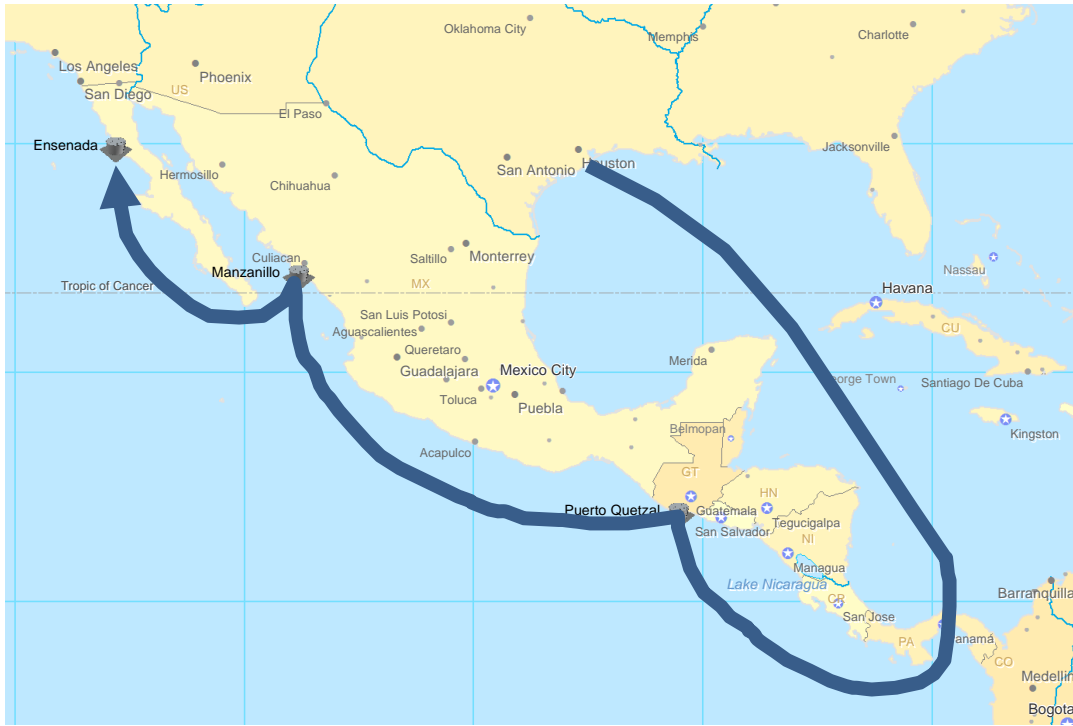 Oklahoma City
Memphis
Charlotte
Los Angeles
Phoenix
San Diego
US
El Paso
Ensenada
Jacksonville
San Antonio
Houston
Hermosillo
Chihuahua
Culiacan
Saltillo
Monterrey
Manzanillo
Nassau
Tropic of Cancer
MX
Havana
San Luis Potosi
CU
Aguascalientes
Queretaro
Merida
Guadalajara
Mexico City
George Town
Santiago De Cuba
Toluca
Puebla
Belmopan
Kingston
Acapulco
GT
HN
Puerto Quetzal
Guatemala
Tegucigalpa
San Salvador
NI
Managua
Lake Nicaragua
Barranquilla
CR
San Jose
Panamá
PA
CO
Medellin
Bogota